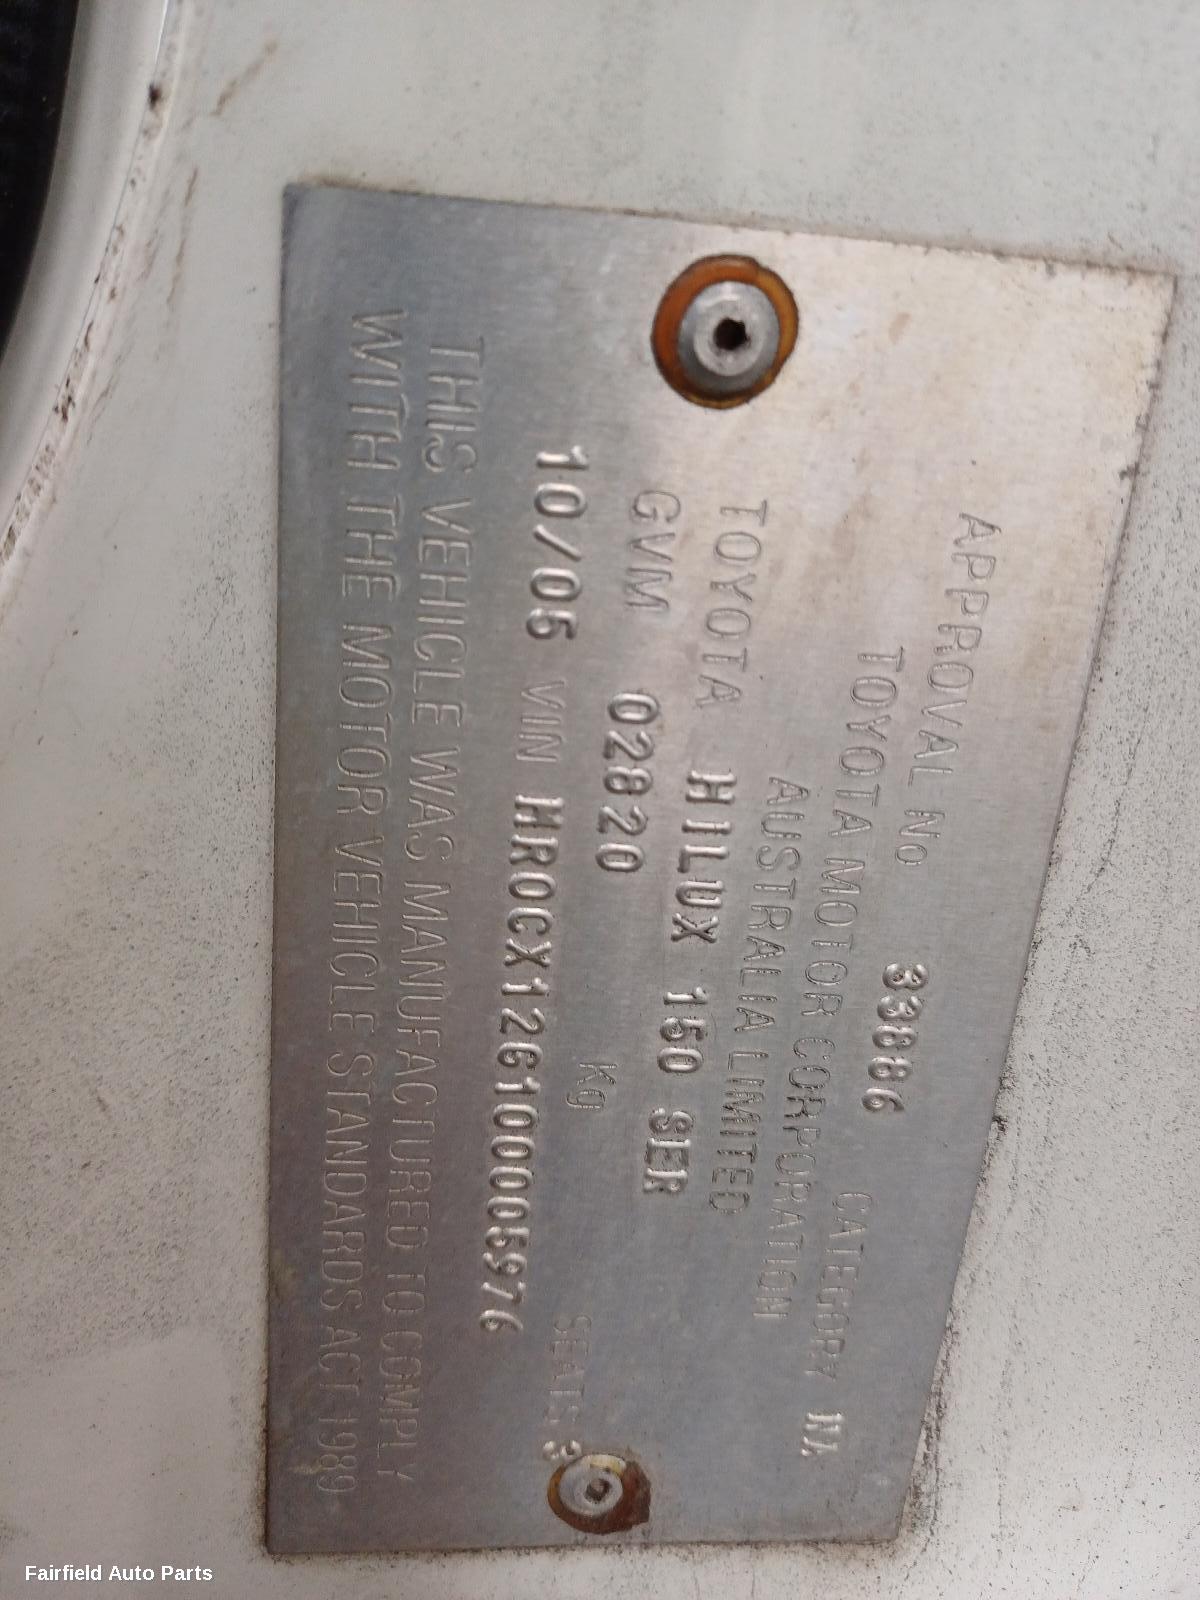 APPROVAL No 33886 CATEGORY NA
TOYOTA MOTOR CORPORATION
AUSTRALIA LIMITED
TOYOTA HILUX 150 SER
GVM 02820 Kg SEATS 3
10/05 VIN HR0CX12G100005976
THIS VEHICLE WAS MANUFACTURED TO COMPLY
WITH THE MOTOR VEHICLE STANDARDS ACT 1989
Fairfield Auto Parts